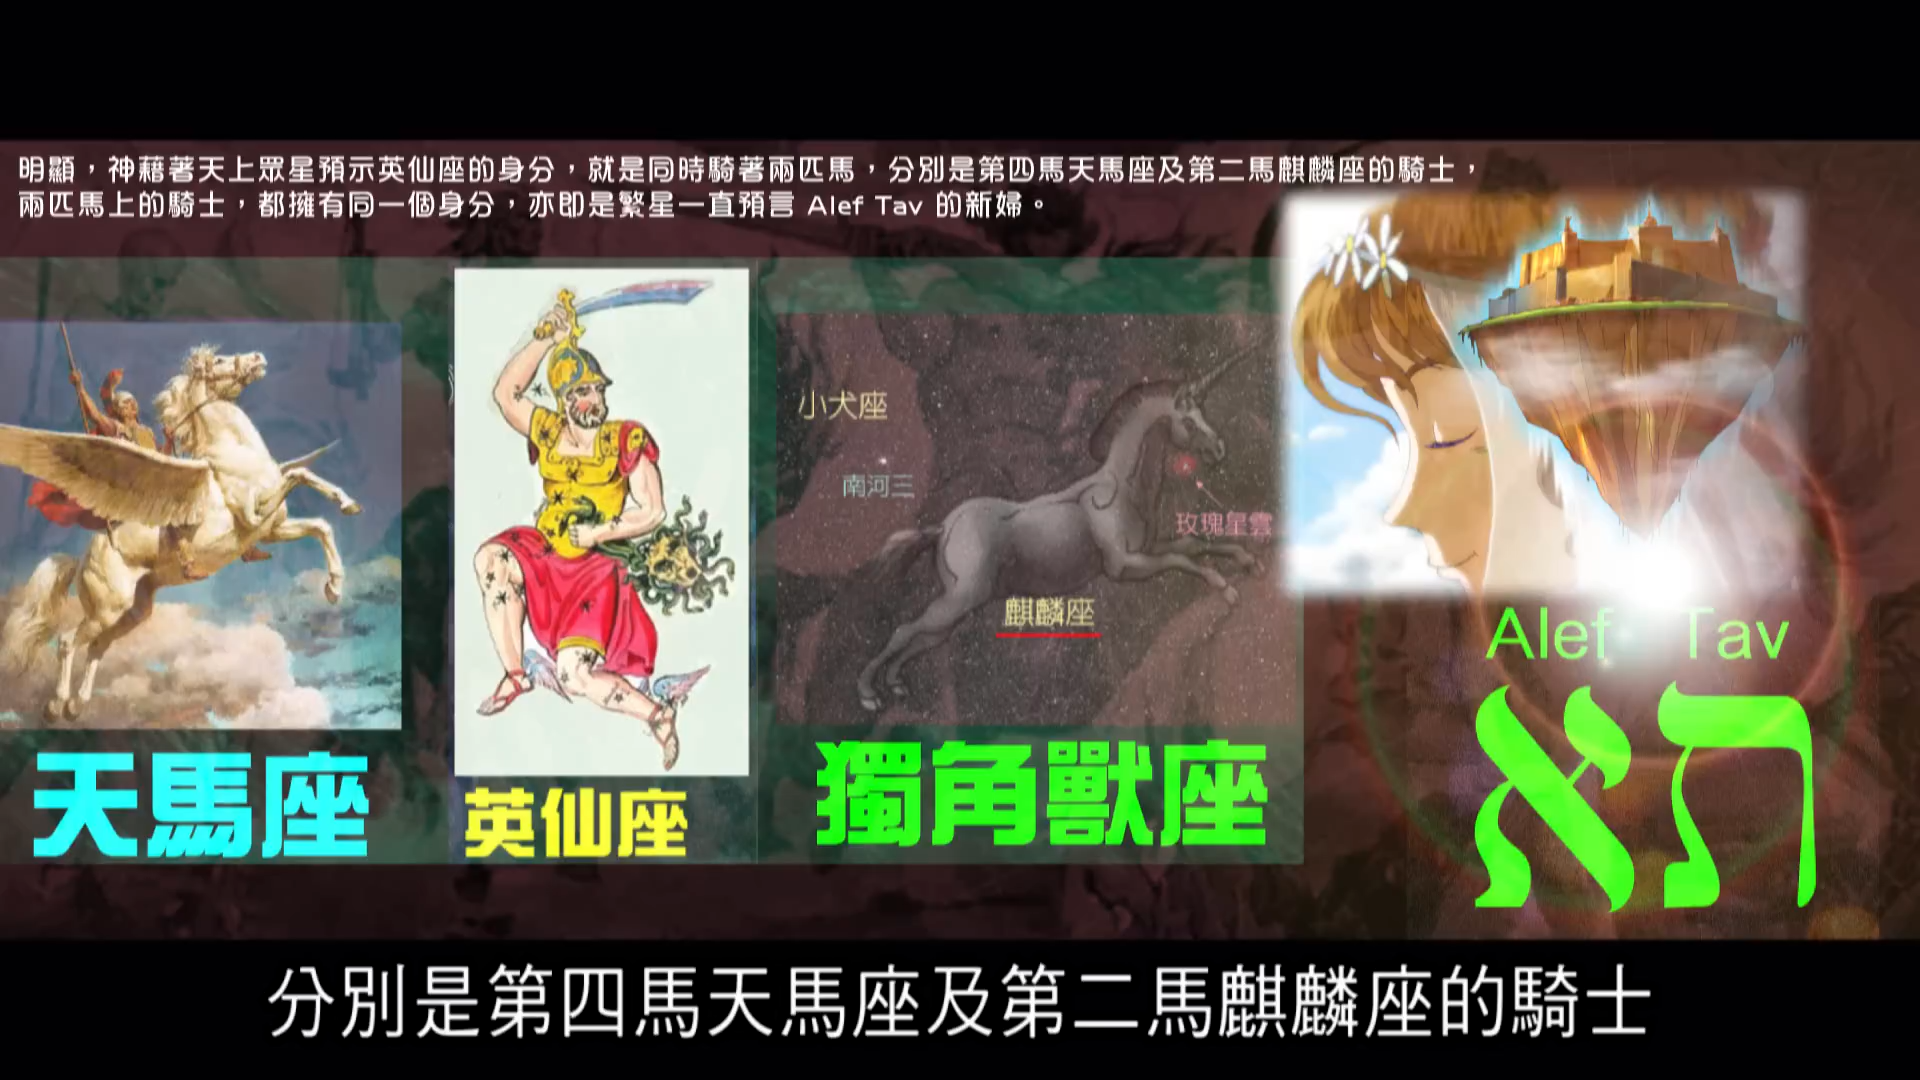 明顯，神藉著天上眾星預示英仙座的身分，就是同時騎著兩匹馬，分別是第四馬天馬座及第二馬麒麟座的騎士，
兩匹馬上的騎士，都擁有同一個身分，亦即是繁星一直預言 Alef Tav 的新婦。
小犬座
南河三
玫瑰星雲
麒麟座
天馬座
英仙座
獨角獸座
Alef Tav
את
分別是第四馬天馬座及第二馬麒麟座的騎士